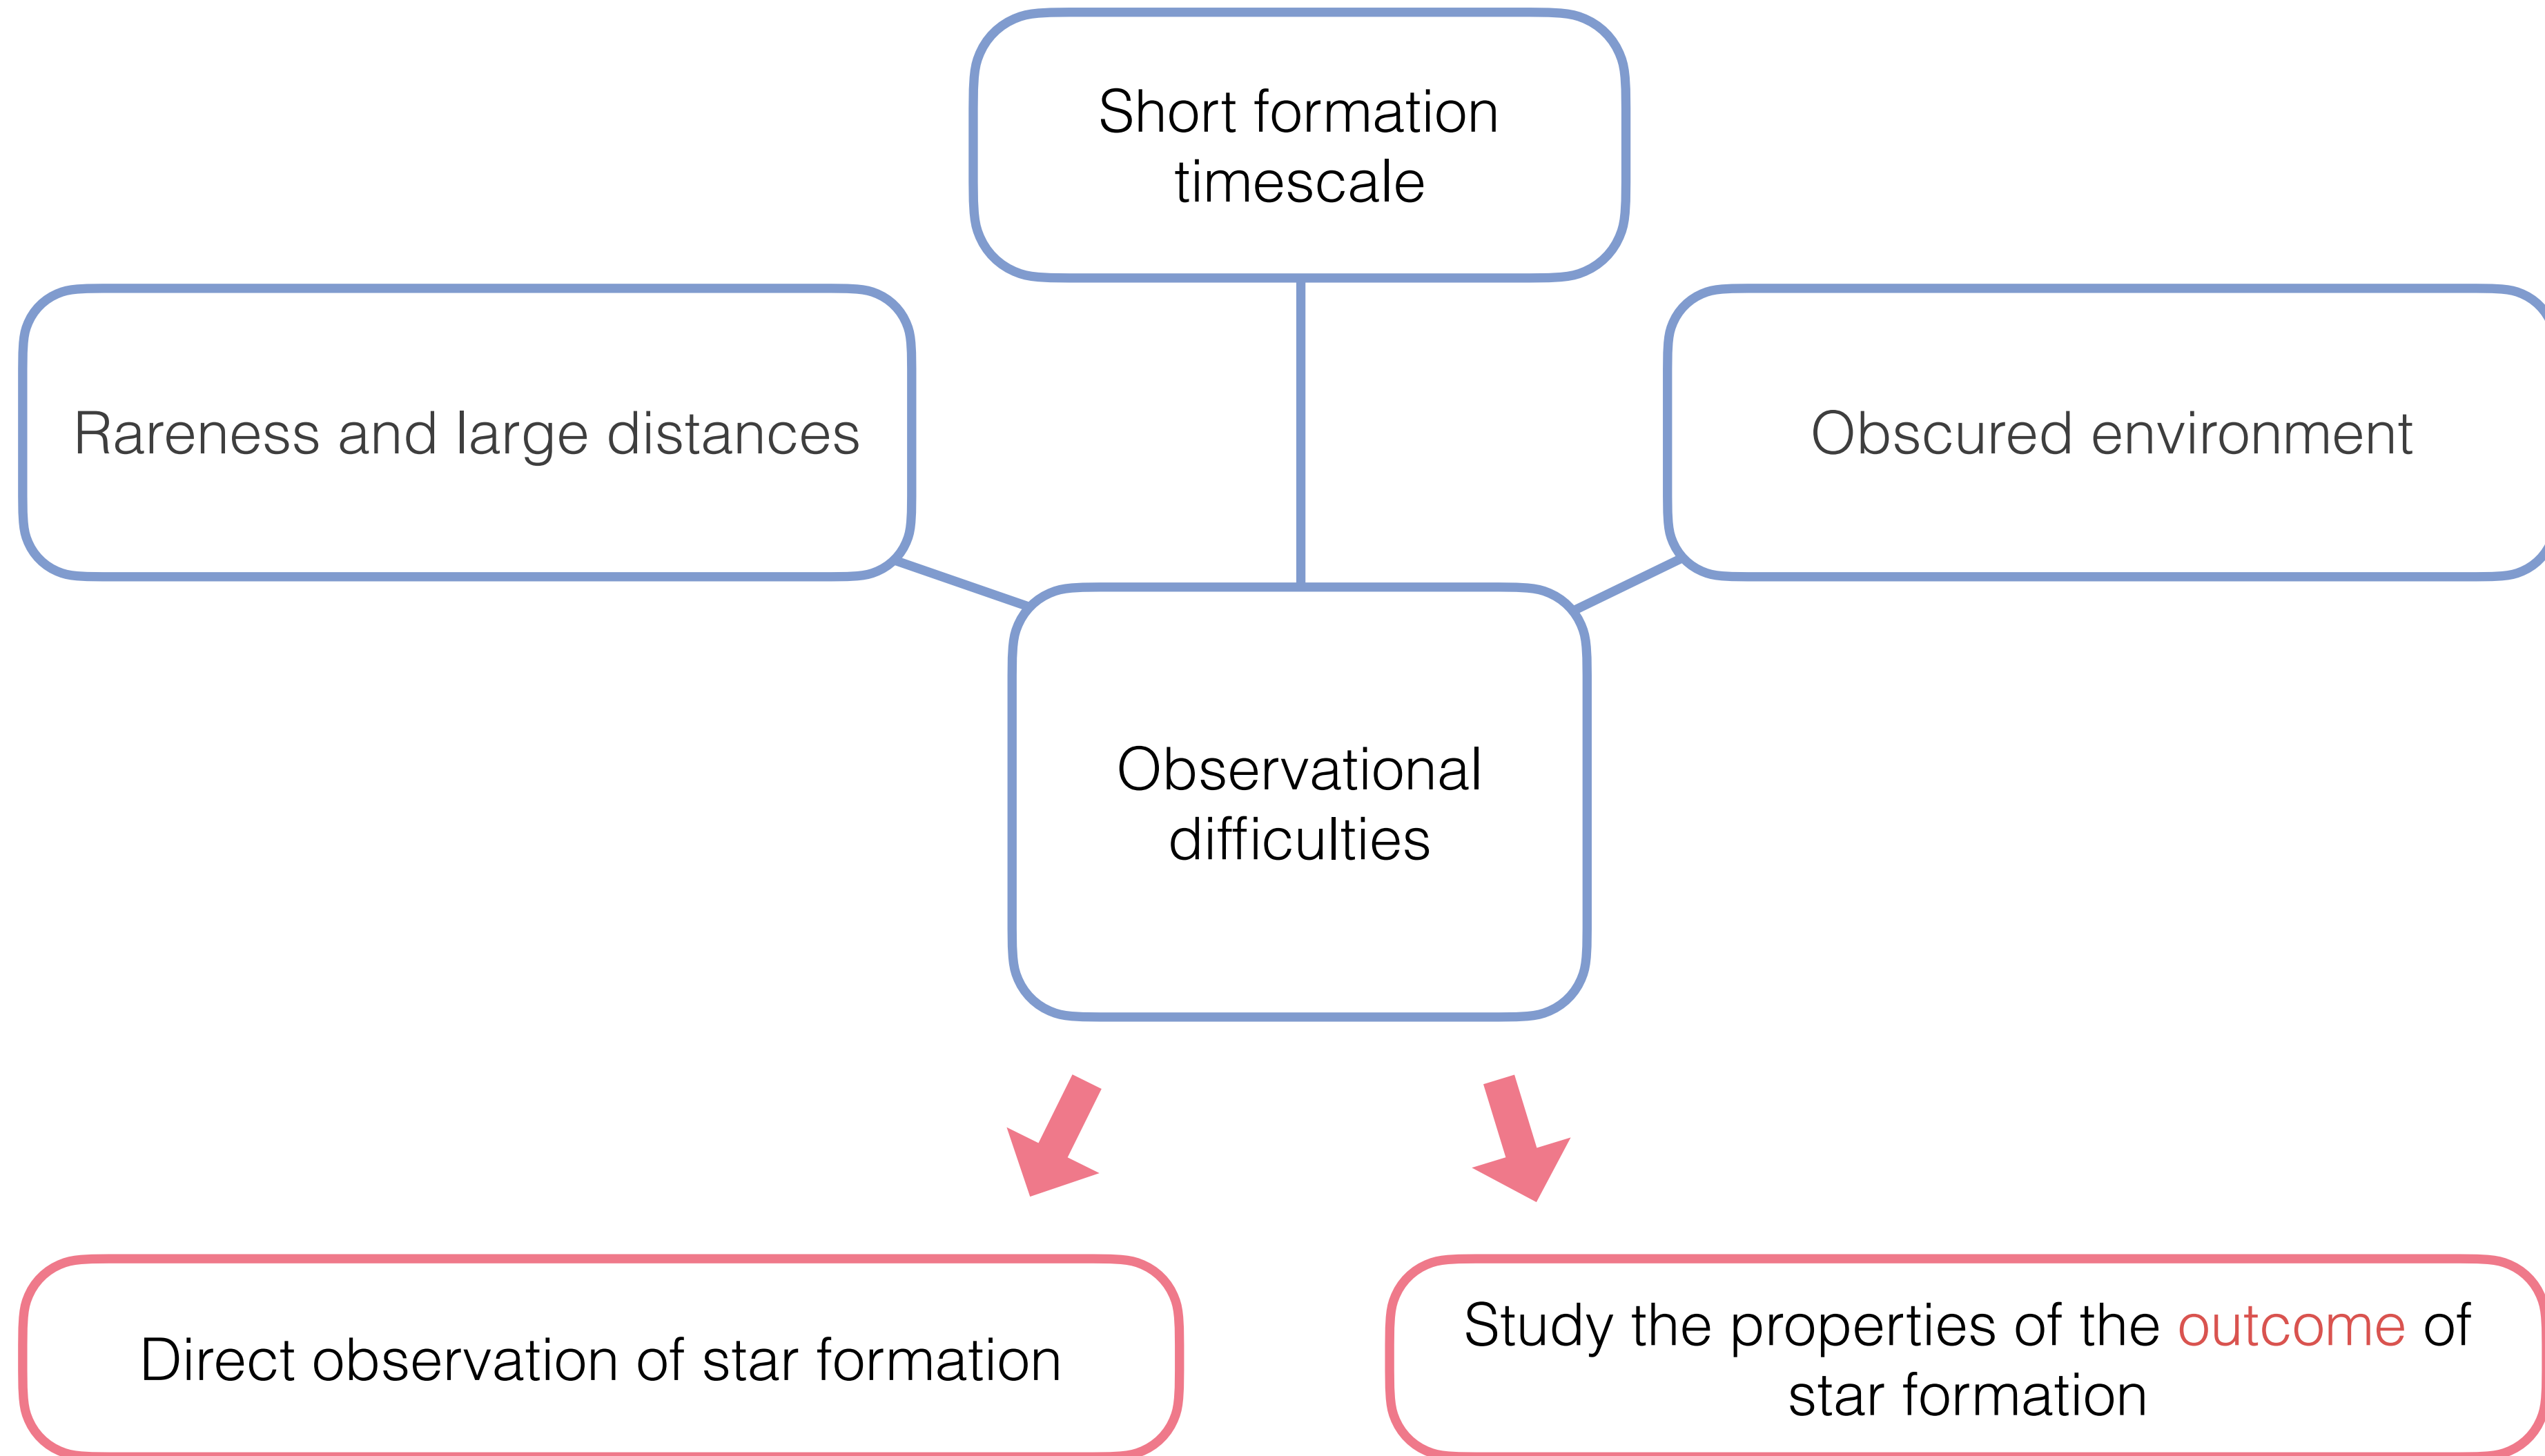 Short formation
timescale
Rareness and large distances
Obscured environment
Observational
difficulties
Direct observation of star formation
Study the properties of the outcome of
star formation